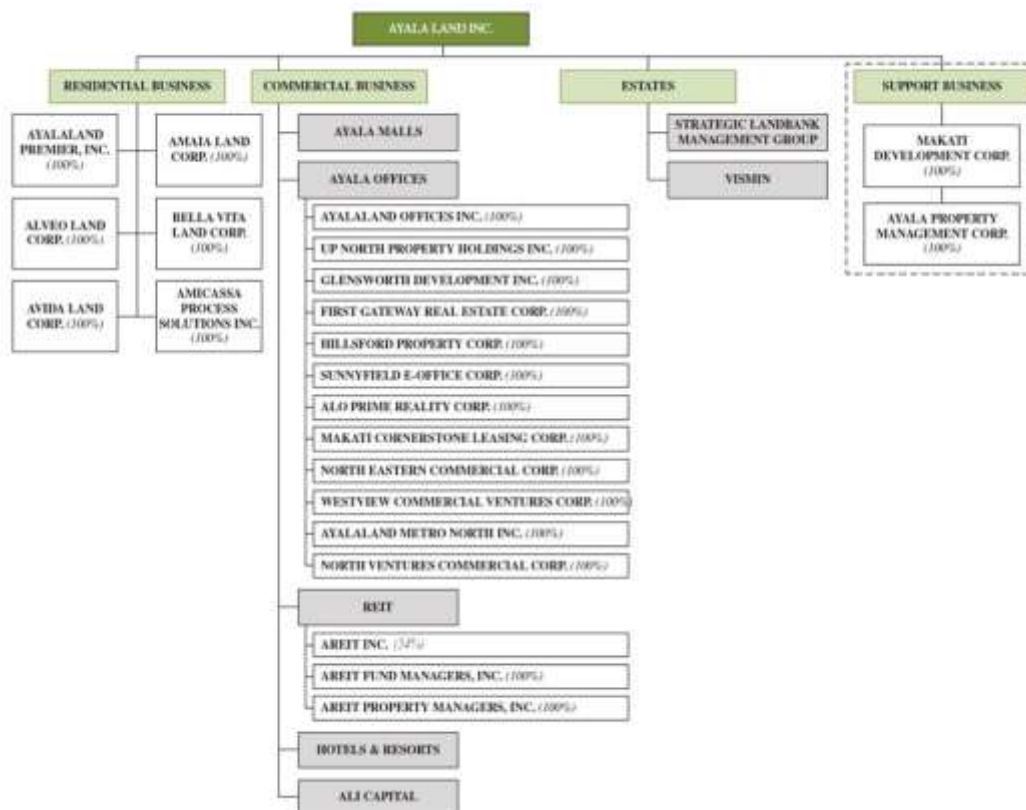 AYALA LAND INC.
RESIDENTIAL BUSINESS
COMMERCIAL BUSINESS
ESTATES
SUPPORT BUSINESS
AYALALAND
PREMIER, INC.
(100%)
AMAIA LAND
CORP. (100%)
ALVEO LAND
CORP. (100%)
BELLA VITA
LAND CORP.
(100%)
AVIDA LAND
CORP. (100%)
AMICASSA
PROCESS
SOLUTIONS INC.
(100%)
AYALA MALLS
AYALA OFFICES
AYALALAND OFFICES INC. (100%)
UP NORTH PROPERTY HOLDINGS INC. (100%)
GLENSWORTH DEVELOPMENT INC. (100%)
FIRST GATEWAY REAL ESTATE CORP. (100%)
HILLSFORD PROPERTY CORP. (100%)
SUNNYFIELD E-OFFICE CORP. (100%)
ALO PRIME REALITY CORP. (100%)
MAKATI CORNERSTONE LEASING CORP. (100%)
NORTH EASTERN COMMERCIAL CORP. (100%)
WESTVIEW COMMERCIAL VENTURES CORP. (100%)
AYALALAND METRO NORTH INC. (100%)
NORTH VENTURES COMMERCIAL CORP. (100%)
REIT
AREIT INC.
AREIT FUND MANAGERS, INC. (100%)
AREIT PROPERTY MANAGERS, INC. (100%)
HOTELS & RESORTS
ALI CAPITAL
STRATEGIC LANDBANK
MANAGEMENT GROUP
VISMIN
MAKATI
DEVELOPMENT CORP.
(100%)
AYALA PROPERTY
MANAGEMENT CORP.
(100%)